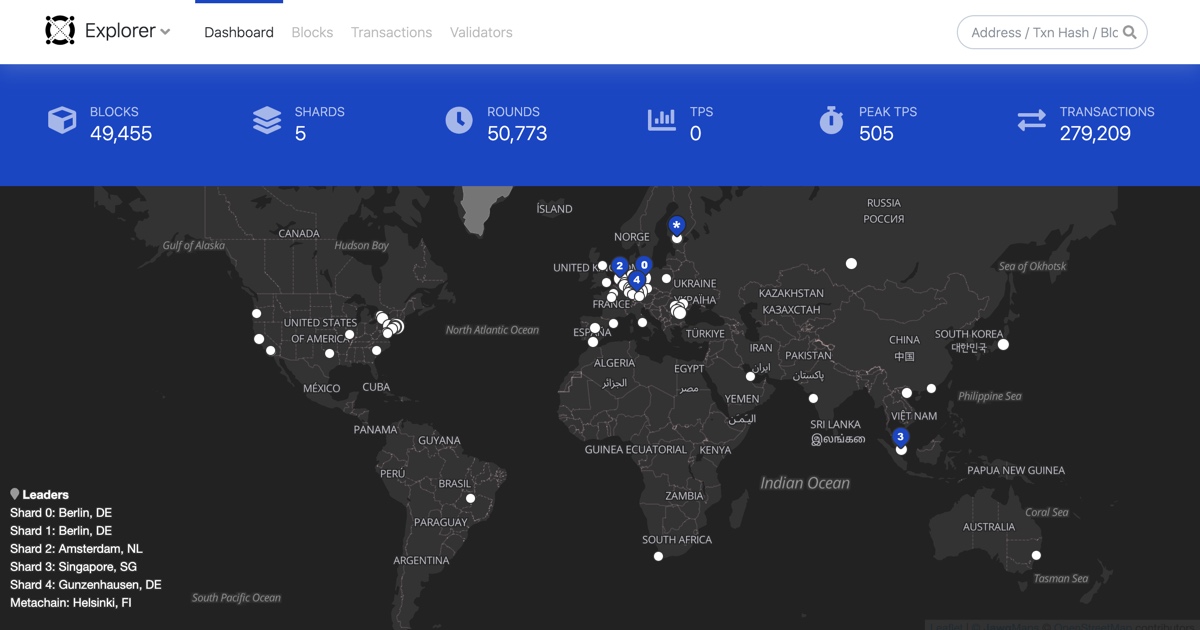 Explorer
Dashboard
Blocks
Transactions
Validators
Address / Txn Hash / Blc
BLOCKS
49,455
SHARDS
5
ROUNDS
50,773
TPS
0
PEAK TPS
505
TRANSACTIONS
279,209
ÍSLAND
RUSSIA
РОССИЯ
CANADA
Gulf of Alaska
Hudson Bay
NORGE
*
UNITED
2
0
4
Sea of Okhotsk
UKRAINE
УКРАЇНА
FRANCE
KAZAKHSTAN
КАЗАХСТАН
UNITED STATES
OF AMERICA
North Atlantic Ocean
ESPAÑA
TÜRKIYE
SOUTH KOREA
대한민국
CHINA
中国
IRAN
ایران
PAKISTAN
پاکستان
ALGERIA
الجزائر
EGYPT
مصر
MÉXICO
CUBA
YEMEN
اليمن
Philippine Sea
VIỆT NAM
SRI LANKA
இலங்கை
PANAMA
GUYANA
3
GUINEA ECUATORIAL
KENYA
PERÚ
BRASIL
PAPUA NEW GUINEA
Indian Ocean
ZAMBIA
Coral Sea
PARAGUAY
AUSTRALIA
SOUTH AFRICA
ARGENTINA
Tasman Sea
South Pacific Ocean
Leaders
Shard 0: Berlin, DE
Shard 1: Berlin, DE
Shard 2: Amsterdam, NL
Shard 3: Singapore, SG
Shard 4: Gunzenhausen, DE
Metachain: Helsinki, FI